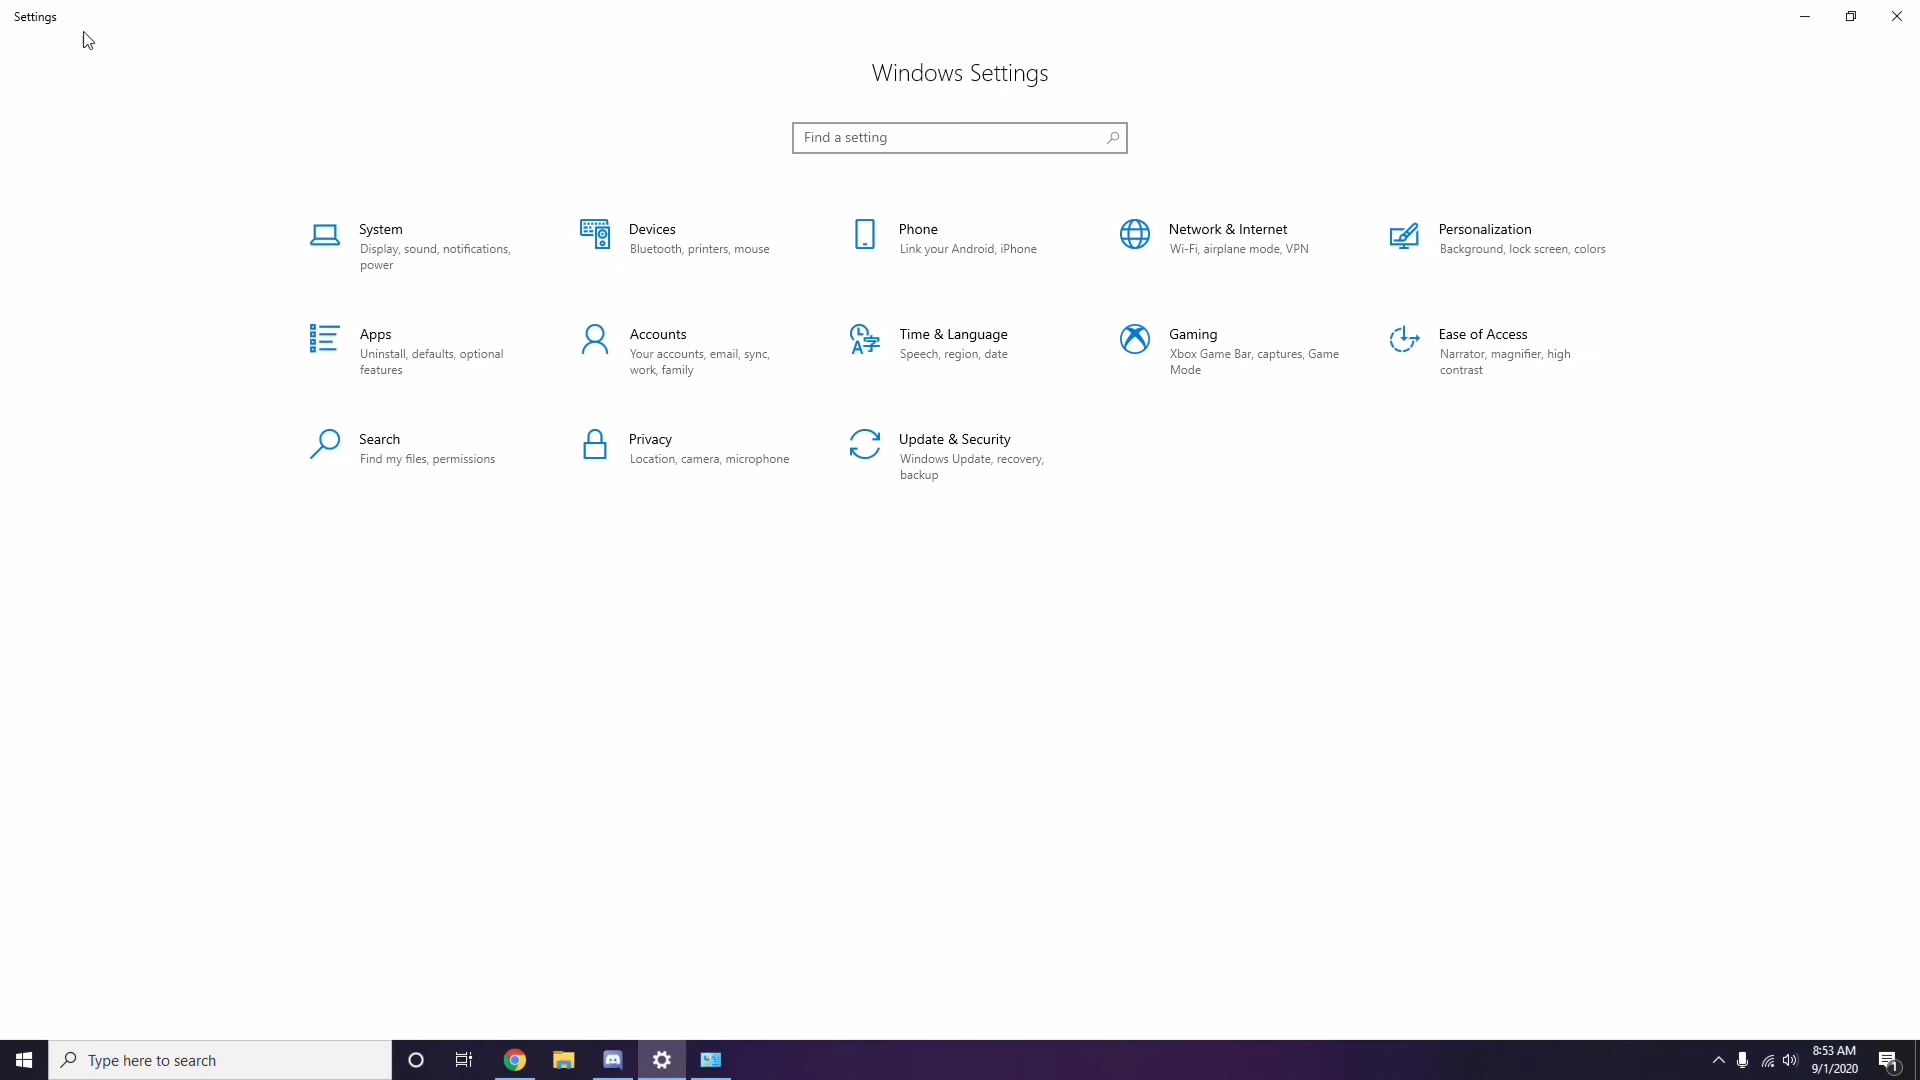 Settings
Windows Settings
Find a setting
System
Display, sound, notifications,
power
Devices
Bluetooth, printers, mouse
Phone
Link your Android, iPhone
Network & Internet
Wi-Fi, airplane mode, VPN
Personalization
Background, lock screen, colors
Apps
Uninstall, defaults, optional
features
Accounts
Your accounts, email, sync,
work, family
Time & Language
Speech, region, date
Gaming
Xbox Game Bar, captures, Game
Mode
Ease of Access
Narrator, magnifier, high
contrast
Search
Find my files, permissions
Privacy
Location, camera, microphone
Update & Security
Windows Update, recovery,
backup
Type here to search
8:53 AM
9/1/2020
1